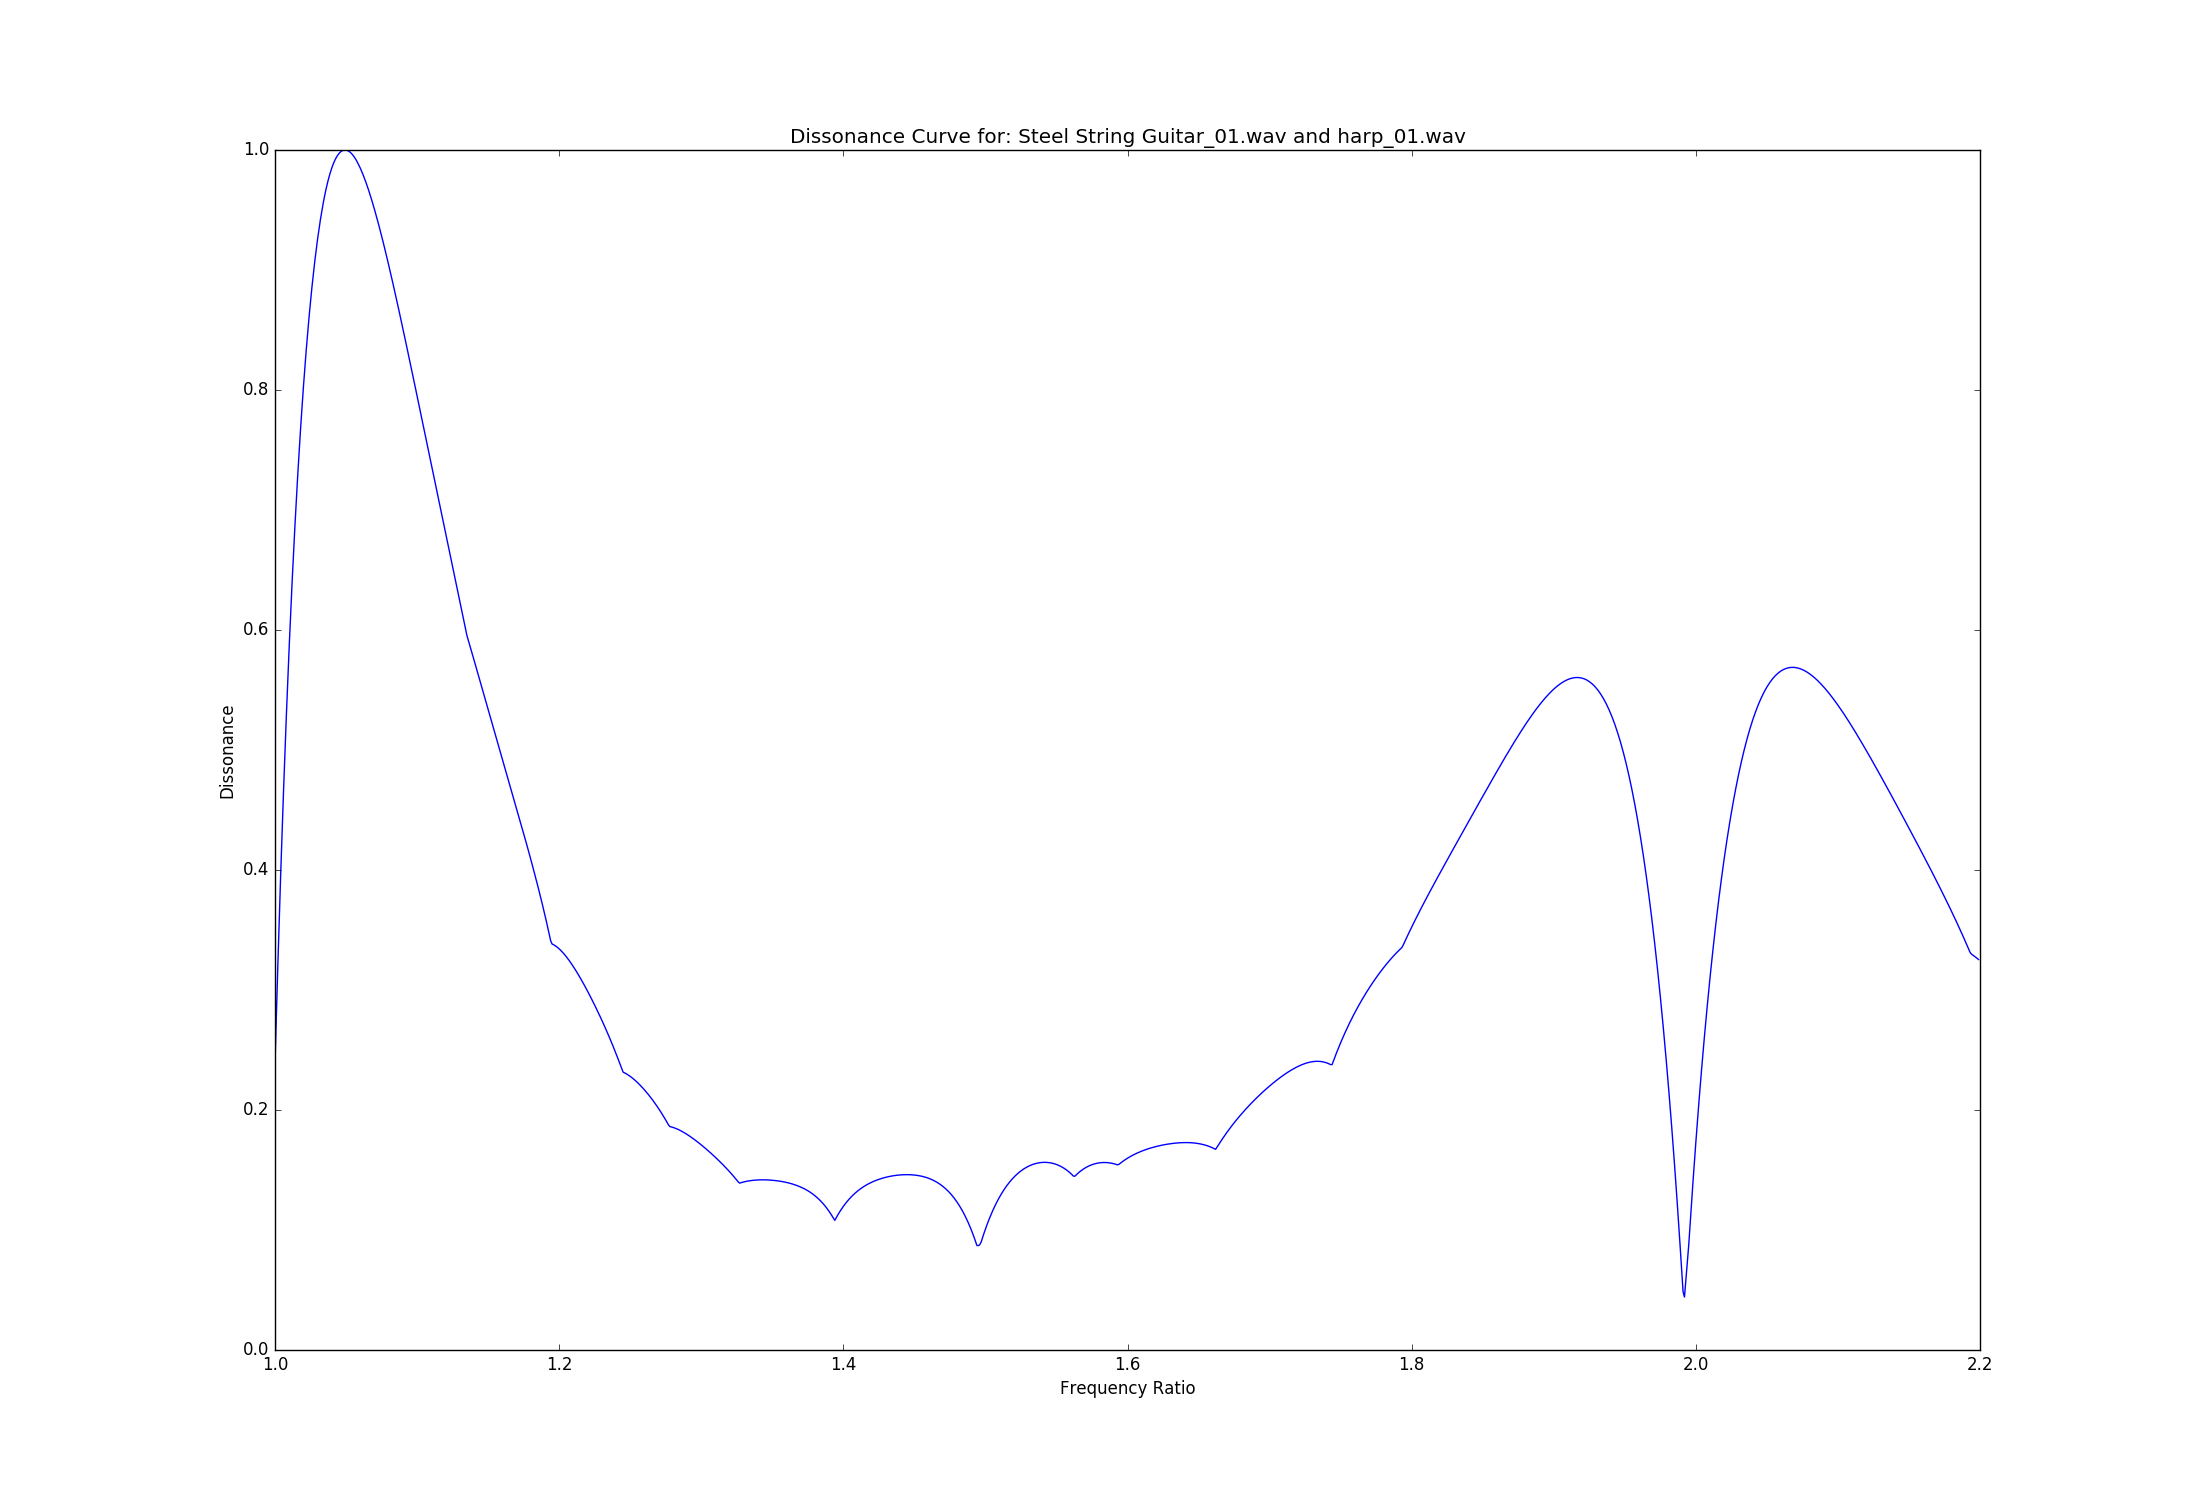 Dissonance Curve for: Steel String Guitar_01.wav and harp_01.wav
1.0
0.8
0.6
0.4
0.2
0.0
Dissonance
1.0 1.2 1.4 1.6 1.8 2.0 2.2
Frequency Ratio